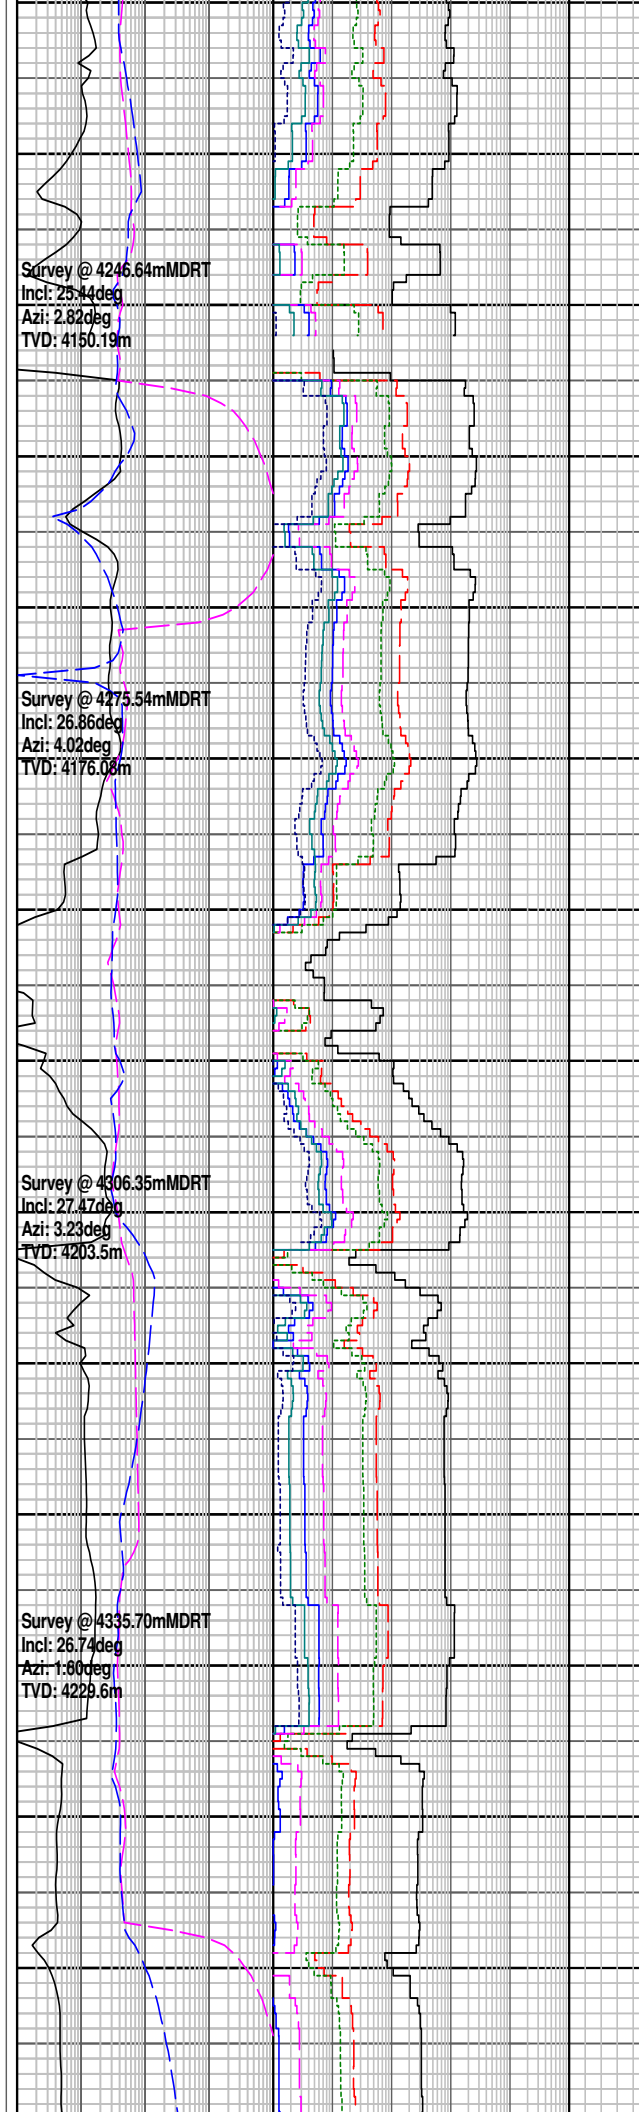 Survey @ 4246.64mMDRT
Incl: 25.44deg
Azi: 2.82deg
TVD: 4150.19m
Survey @ 4275.54mMDRT
Incl: 26.86deg
Azi: 4.02deg
TVD: 4176.08m
Survey @ 4306.35mMDRT
Incl: 27.47deg
Azi: 3.23deg
TVD: 4203.5m
Survey @ 4335.70mMDRT
Incl: 26.74deg
Azi: 1.60deg
TVD: 4229.6m